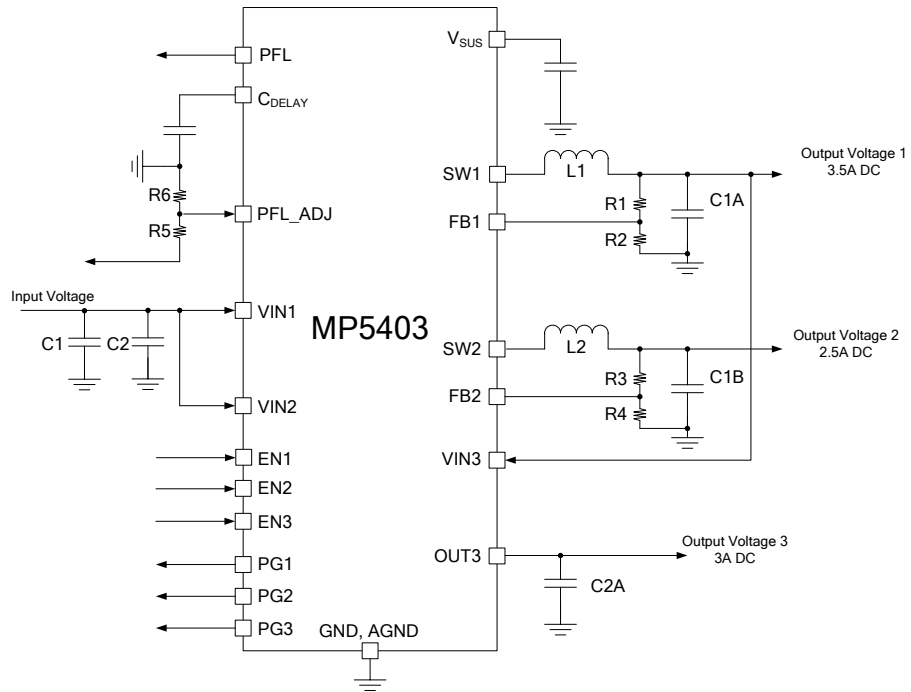 PFL
C_DELAY
R6
PFL_ADJ
R5
Input Voltage
VIN1
C1
C2
VIN2
EN1
EN2
EN3
PG1
PG2
PG3
GND, AGND
MP5403
V_SUS
SW1
L1
Output Voltage 1
3.5A DC
R1
C1A
FB1
R2
SW2
L2
Output Voltage 2
2.5A DC
R3
C1B
FB2
R4
VIN3
OUT3
Output Voltage 3
3A DC
C2A